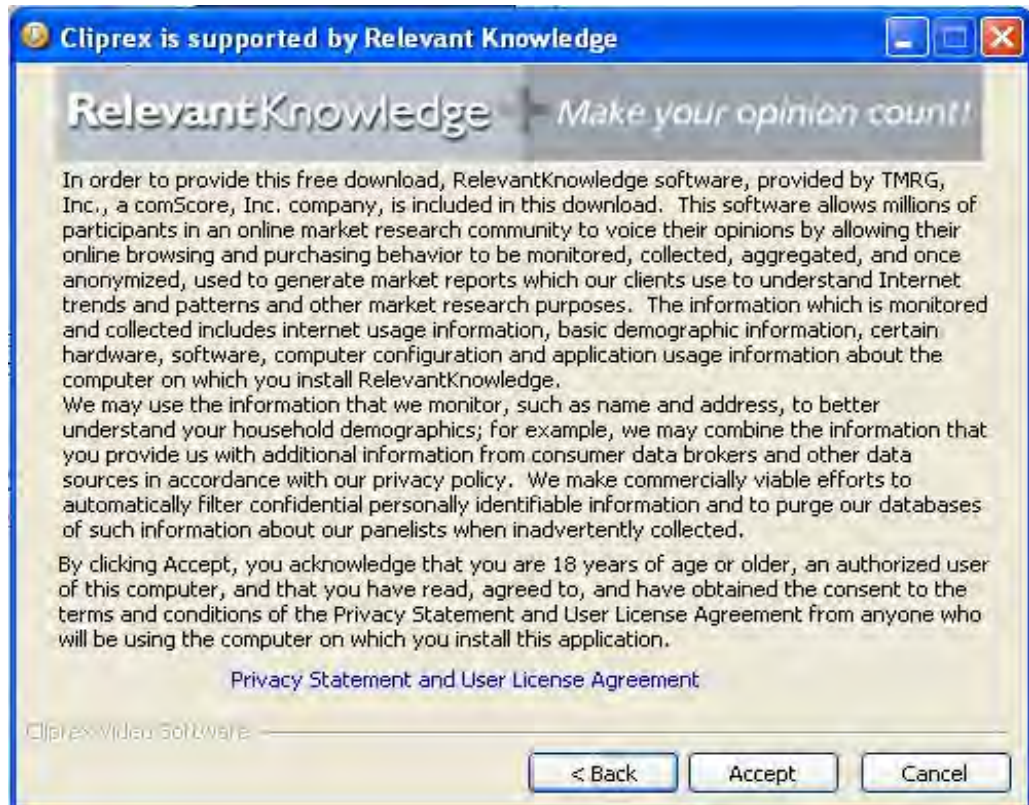 Cliprex is supported by Relevant Knowledge
RelevantKnowledge Make your opinion count!
In order to provide this free download, RelevantKnowledge software, provided by TMRG,
Inc., a comScore, Inc. company, is included in this download.  This software allows millions of
participants in an online market research community to voice their opinions by allowing their
online browsing and purchasing behavior to be monitored, collected, aggregated, and once
anonymized, used to generate market reports which our clients use to understand Internet
trends and patterns and other market research purposes.  The information which is monitored
and collected includes internet usage information, basic demographic information, certain
hardware, software, computer configuration and application usage information about the
computer on which you install RelevantKnowledge.
We may use the information that we monitor, such as name and address, to better
understand your household demographics; for example, we may combine the information that
you provide us with additional information from consumer data brokers and other data
sources in accordance with our privacy policy.  We make commercially viable efforts to
automatically filter confidential personally identifiable information and to purge our databases
of such information about our panelists when inadvertently collected.
By clicking Accept, you acknowledge that you are 18 years of age or older, an authorized user
of this computer, and that you have read, agreed to, and have obtained the consent to the
terms and conditions of the Privacy Statement and User License Agreement from anyone who
will be using the computer on which you install this application.
Privacy Statement and User License Agreement
Cliprex Video Software
< Back Accept Cancel